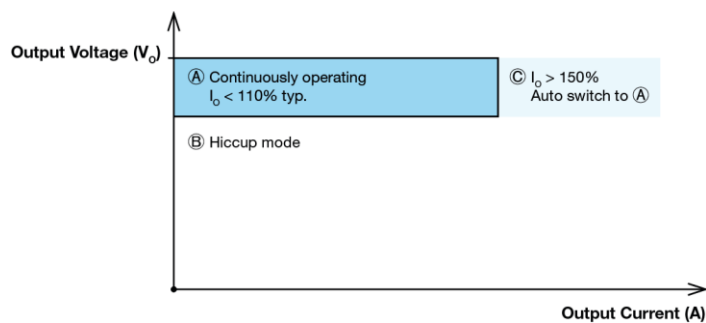 Output Voltage (Vₒ)
Ⓐ Continuously operating
Iₒ < 110% typ.
Ⓒ Iₒ > 150%
Auto switch to Ⓐ
Ⓑ Hiccup mode
Output Current (A)